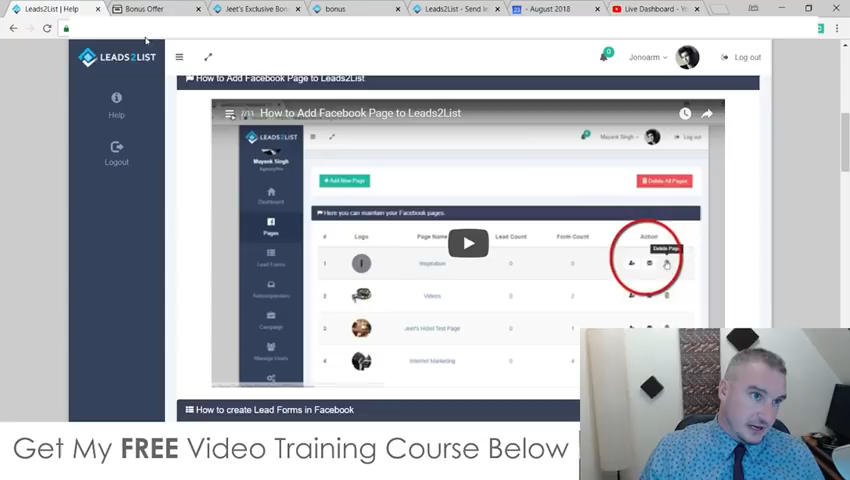 Leads2List | Help
Bonus Offer
Jeet's Exclusive Bon
bonus
Leads2List - Send le
- August 2018
Live Dashboard - You
LEADS2LIST
Jonoarm
Log out
Help
Logout
How to Add Facebook Page to Leads2List
How to Add Facebook Page to Leads2List
LEADS2LIST
Mayank Singh
Log out
Mayank Singh
Dashboard
Pages
Lead Forms
Autoresponders
Campaign
Manage Users
+ Add New Page
Delete All Pages
Here you can maintain your Facebook pages.
# Logo Page Name Lead Count Form Count Action
Delete Page
1 Inspiration 0 0
Videos 0 2
Jeet's Hotel Test Page 0 1
4 Internet Marketing 0 4
How to create Lead Forms in Facebook
Get My FREE Video Training Course Below